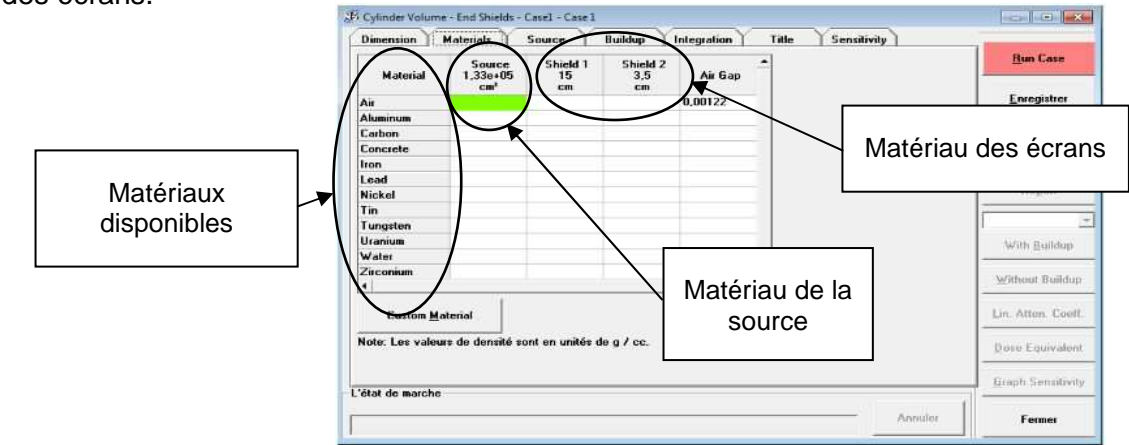 des écrans.
Cylinder Volume - End Shields - Case1 - Case 1
Dimension Materials Source Buildup Integration Title Sensitivity
Material
Source
1,33e+05
cm³
Shield 1
15
cm
Shield 2
3,5
cm
Air Gap
Air 0,00122
Aluminum
Carbon
Concrete
Iron
Lead
Nickel
Tin
Tungsten
Uranium
Water
Zirconium
Custom Material
Note: Les valeurs de densité sont en unités de g / cc.
L'état de marche
Annuler
Run Case
Enregistrer
With Buildup
Without Buildup
Lin. Atten. Coeff.
Dose Equivalent
Graph Sensitivity
Fermer
Matériaux
disponibles
Matériau de la
source
Matériau des écrans